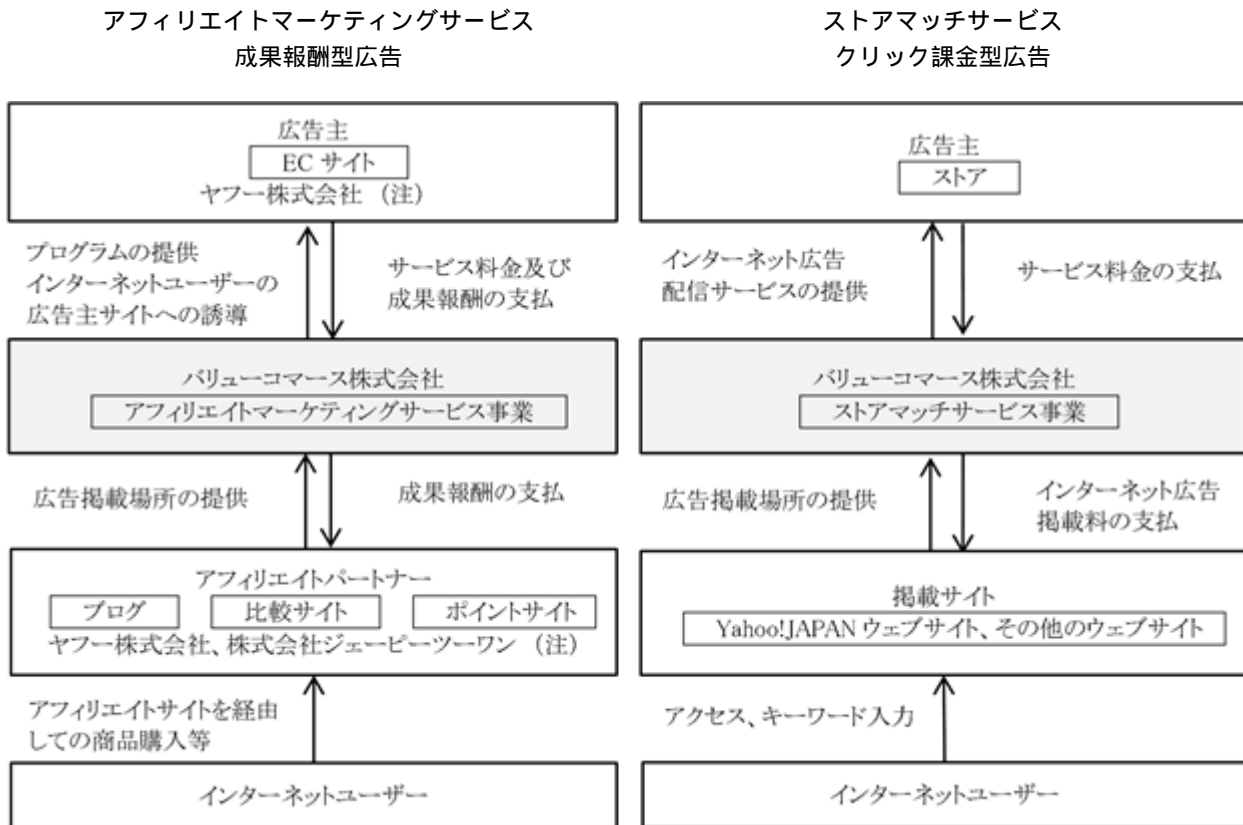 アフィリエイトマーケティングサービス
成果報酬型広告
広告主
EC サイト
ヤフー株式会社 (注)
プログラムの提供
インターネットユーザーの
広告主サイトへの誘導
サービス料金及び
成果報酬の支払
バリューコマース株式会社
アフィリエイトマーケティングサービス事業
広告掲載場所の提供
成果報酬の支払
アフィリエイトパートナー
ブログ 比較サイト ポイントサイト
ヤフー株式会社、株式会社ジェーピーツーワン (注)
アフィリエイトサイトを経由
しての商品購入等
インターネットユーザー
ストアマッチサービス
クリック課金型広告
広告主
ストア
インターネット広告
配信サービスの提供
サービス料金の支払
バリューコマース株式会社
ストアマッチサービス事業
広告掲載場所の提供
インターネット広告
掲載料の支払
掲載サイト
Yahoo!JAPAN ウェブサイト、その他のウェブサイト
アクセス、キーワード入力
インターネットユーザー